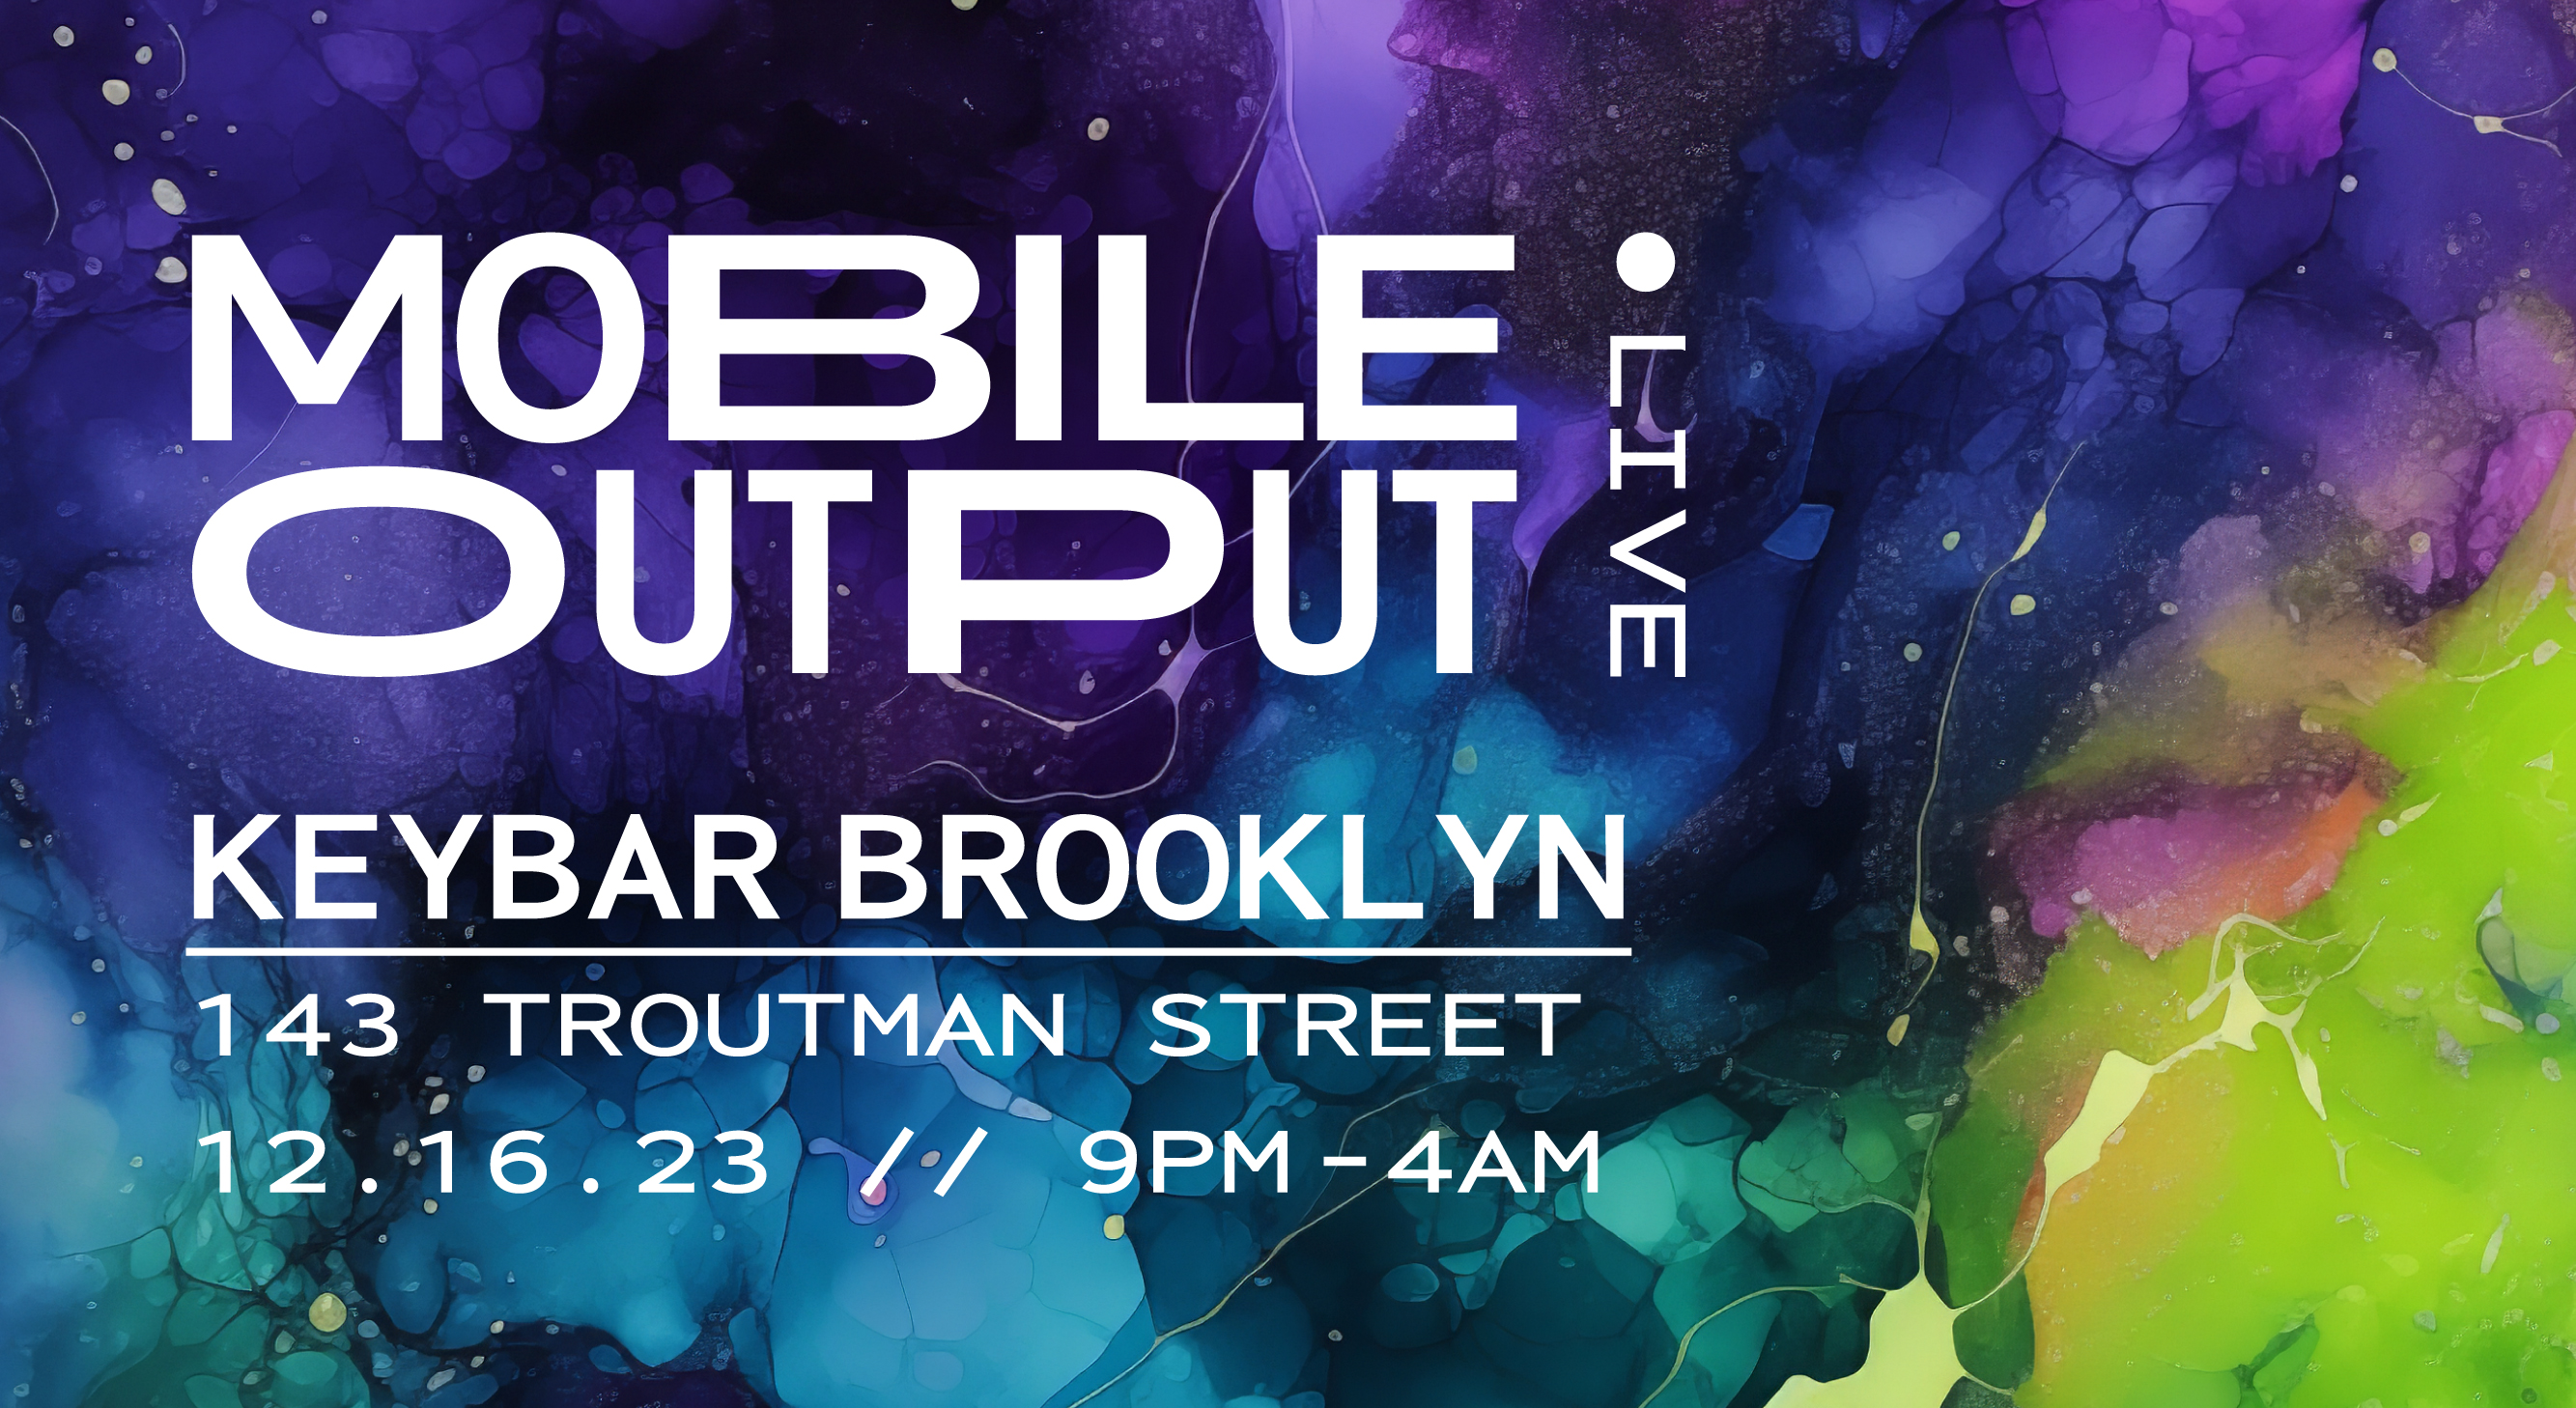 MOBILE
OUTPUT
• LIVE
KEYBAR BROOKLYN
143 TROUTMAN STREET
12.16.23 // 9PM-4AM